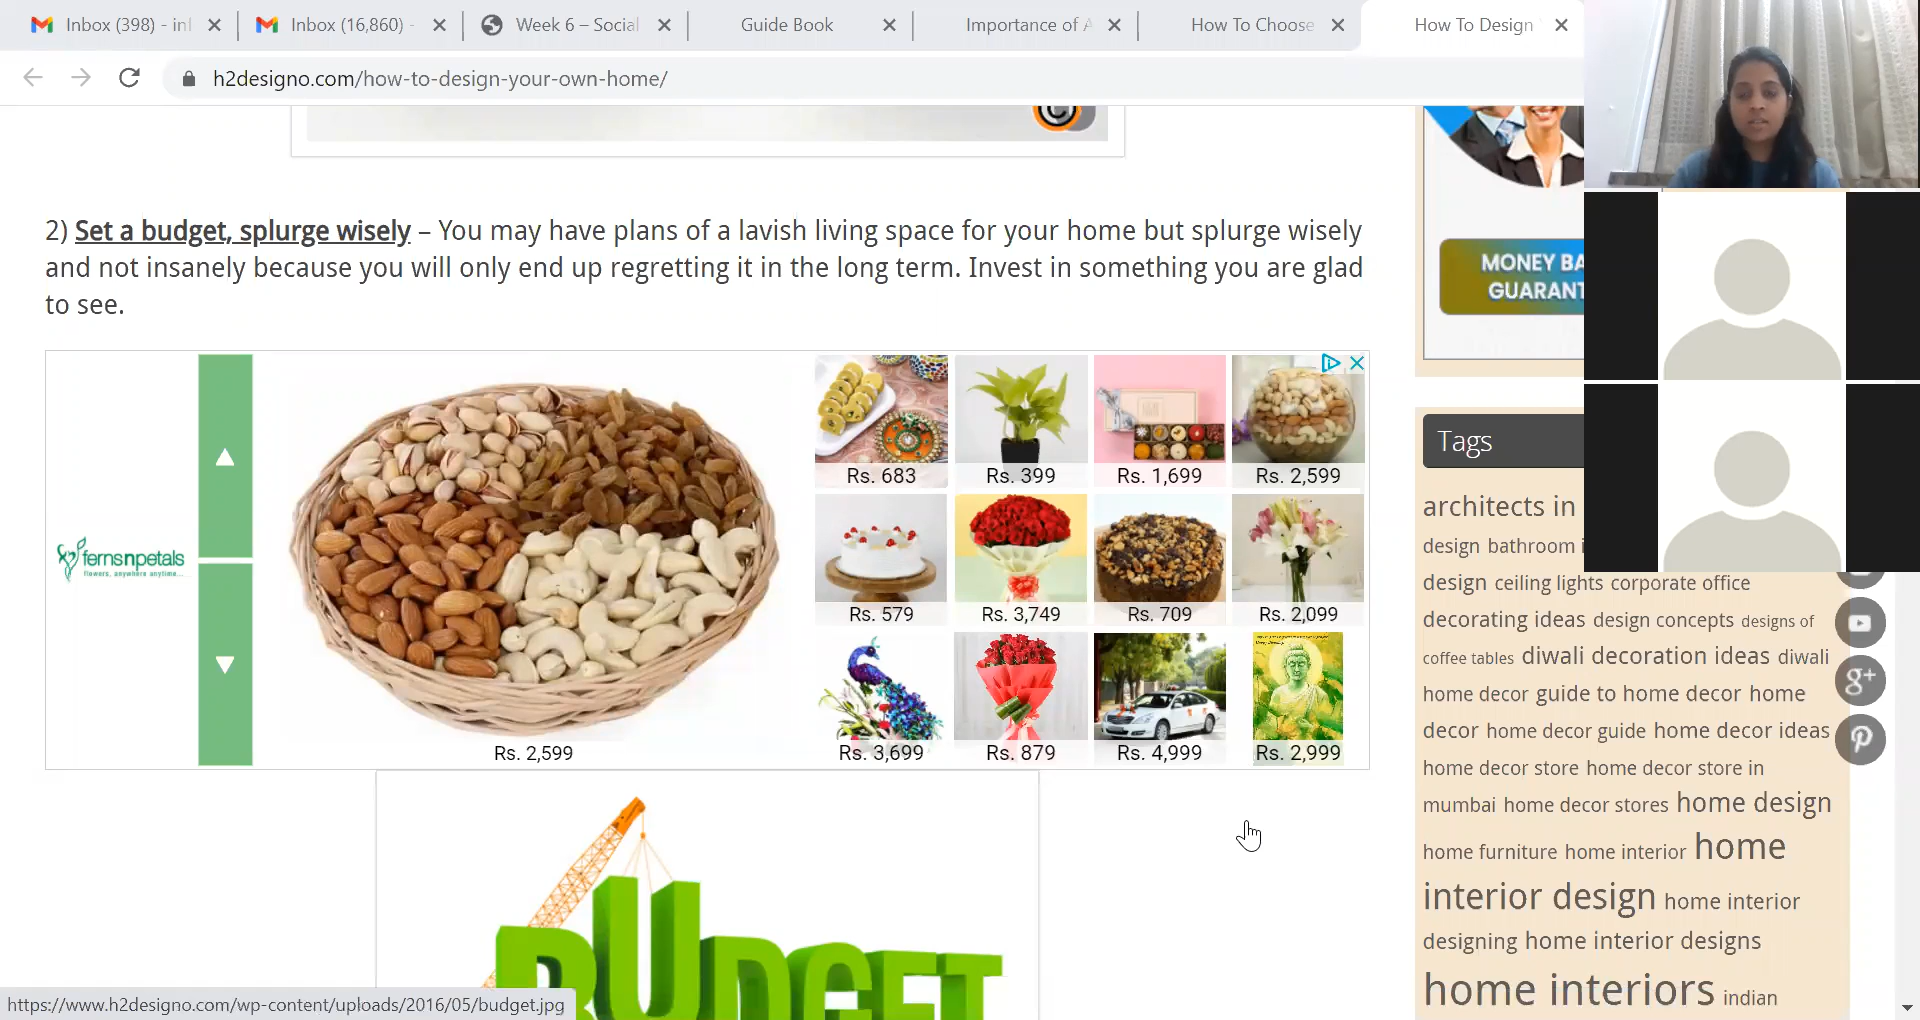 Inbox (398) - in
Inbox (16,860) -
Week 6 – Social
Guide Book
Importance of A
How To Choose
How To Design
h2designo.com/how-to-design-your-own-home/
2) Set a budget, splurge wisely – You may have plans of a lavish living space for your home but splurge wisely
and not insanely because you will only end up regretting it in the long term. Invest in something you are glad
to see.
fernsnpetals
flowers, anywhere anytime...
Rs. 2,599
Rs. 683
Rs. 399
Rs. 1,699
Rs. 2,599
Rs. 579
Rs. 3,749
Rs. 709
Rs. 2,099
Rs. 3,699
Rs. 879
Rs. 4,999
Rs. 2,999
BUDGET
https://www.h2designo.com/wp-content/uploads/2016/05/budget.jpg
MONEY BA
GUARANT
Tags
architects in
design bathroom i
design ceiling lights corporate office
decorating ideas design concepts designs of
coffee tables diwali decoration ideas diwali
home decor guide to home decor home
decor home decor guide home decor ideas
home decor store home decor store in
mumbai home decor stores home design
home furniture home interior home
interior design home interior
designing home interior designs
home interiors indian
g+